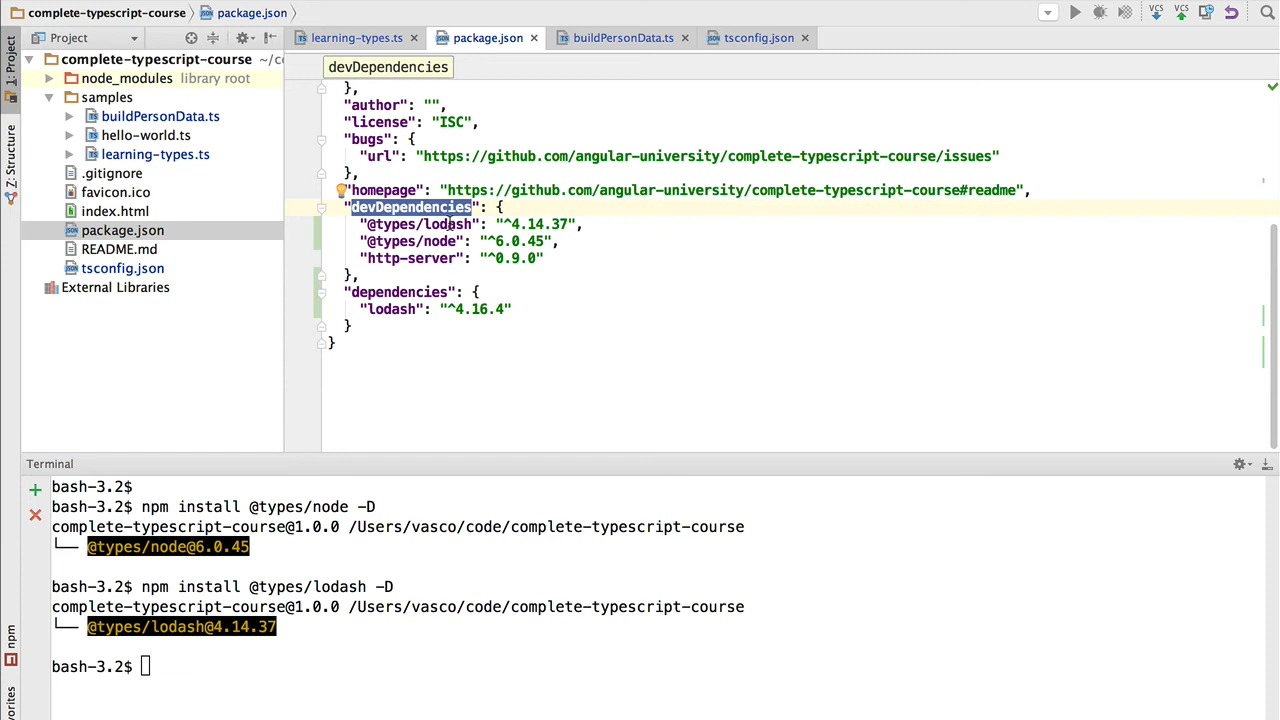 complete-typescript-course
package.json
VCS
VCS
Project
learning-types.ts
package.json
buildPersonData.ts
tsconfig.json
1: Project
Z: Structure
npm
vorites
complete-typescript-course ~/c
node_modules library root
samples
buildPersonData.ts
hello-world.ts
learning-types.ts
.gitignore
favicon.ico
index.html
package.json
README.md
tsconfig.json
External Libraries
devDependencies
},
"author": "",
"license": "ISC",
"bugs": {
"url": "https://github.com/angular-university/complete-typescript-course/issues"
},
"homepage": "https://github.com/angular-university/complete-typescript-course#readme",
"devDependencies": {
"@types/lodash": "^4.14.37",
"@types/node": "^6.0.45",
"http-server": "^0.9.0"
},
"dependencies": {
"lodash": "^4.16.4"
}
}
Terminal
bash-3.2$
bash-3.2$ npm install @types/node -D
complete-typescript-course@1.0.0 /Users/vasco/code/complete-typescript-course
└── @types/node@6.0.45
bash-3.2$ npm install @types/lodash -D
complete-typescript-course@1.0.0 /Users/vasco/code/complete-typescript-course
└── @types/lodash@4.14.37
bash-3.2$